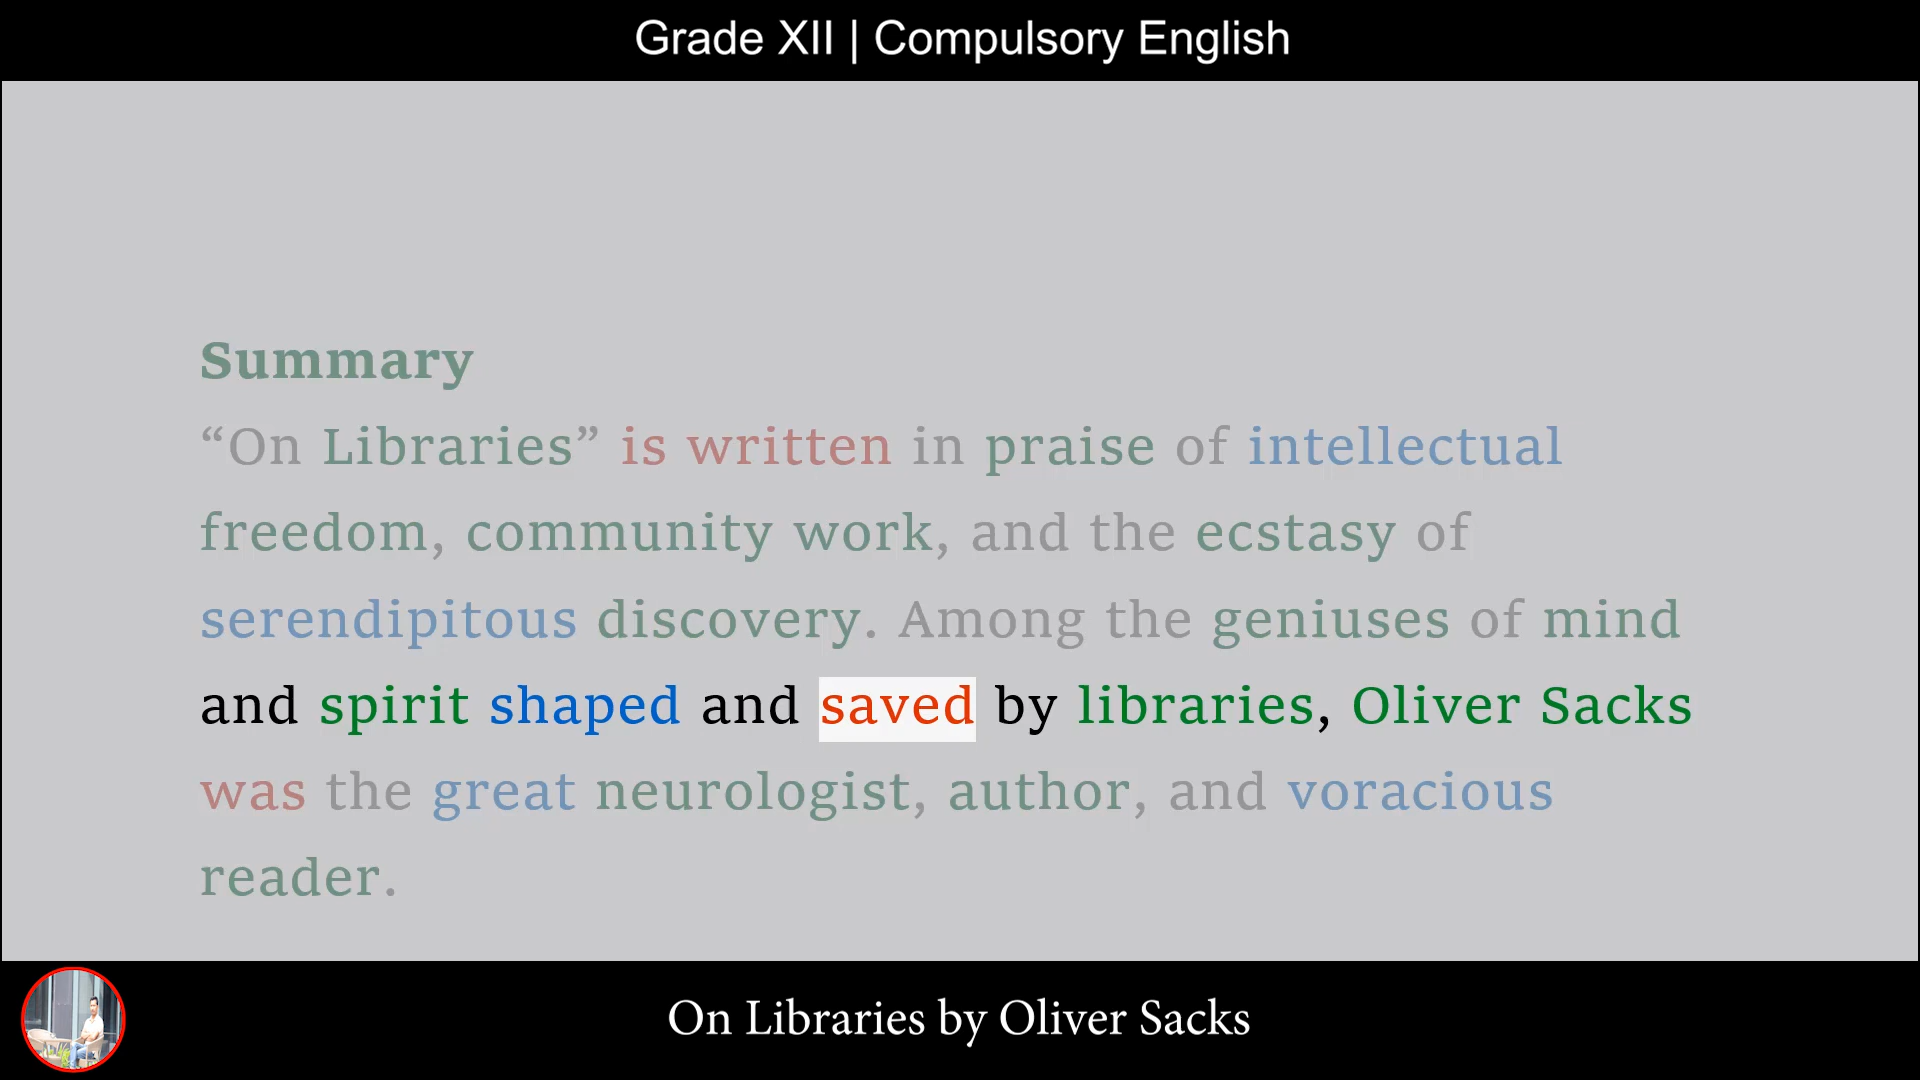 Grade XII | Compulsory English
Summary
“On Libraries” is written in praise of intellectual
freedom, community work, and the ecstasy of
serendipitous discovery. Among the geniuses of mind
and spirit shaped and saved by libraries, Oliver Sacks
was the great neurologist, author, and voracious
reader.
On Libraries by Oliver Sacks